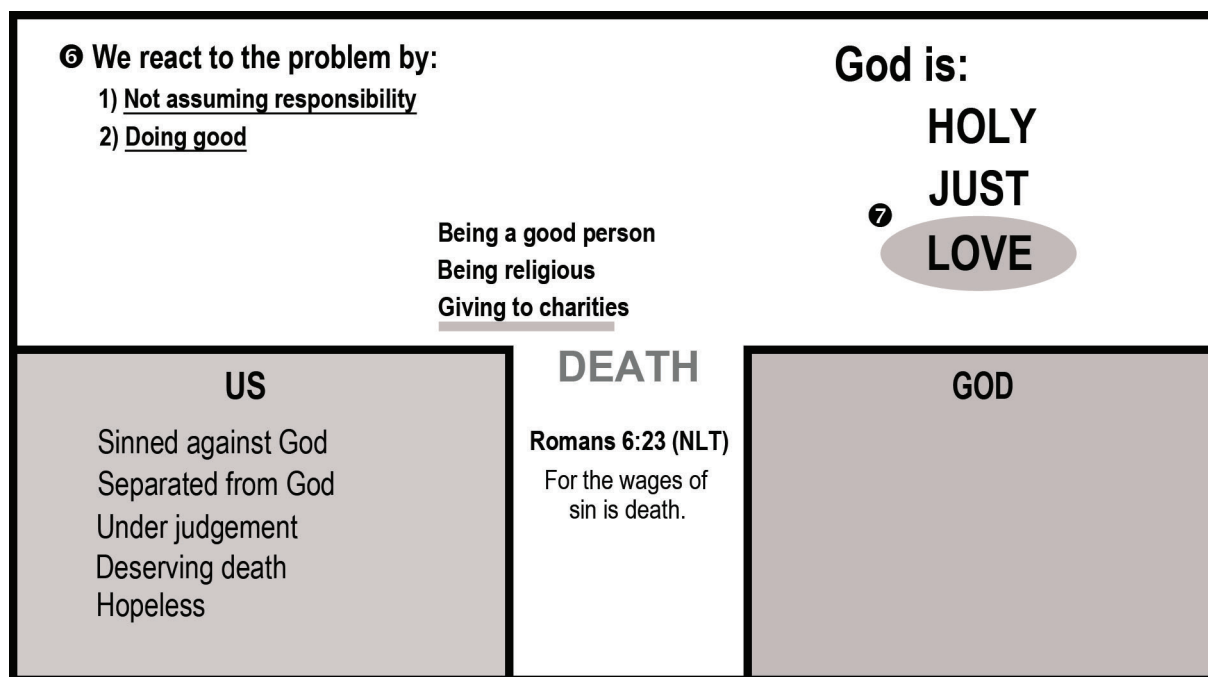 ❻ We react to the problem by:
1) Not assuming responsibility
2) Doing good
Being a good person
Being religious
Giving to charities
God is:
HOLY
JUST
❼
LOVE
US
Sinned against God
Separated from God
Under judgement
Deserving death
Hopeless
DEATH
Romans 6:23 (NLT)
For the wages of
sin is death.
GOD